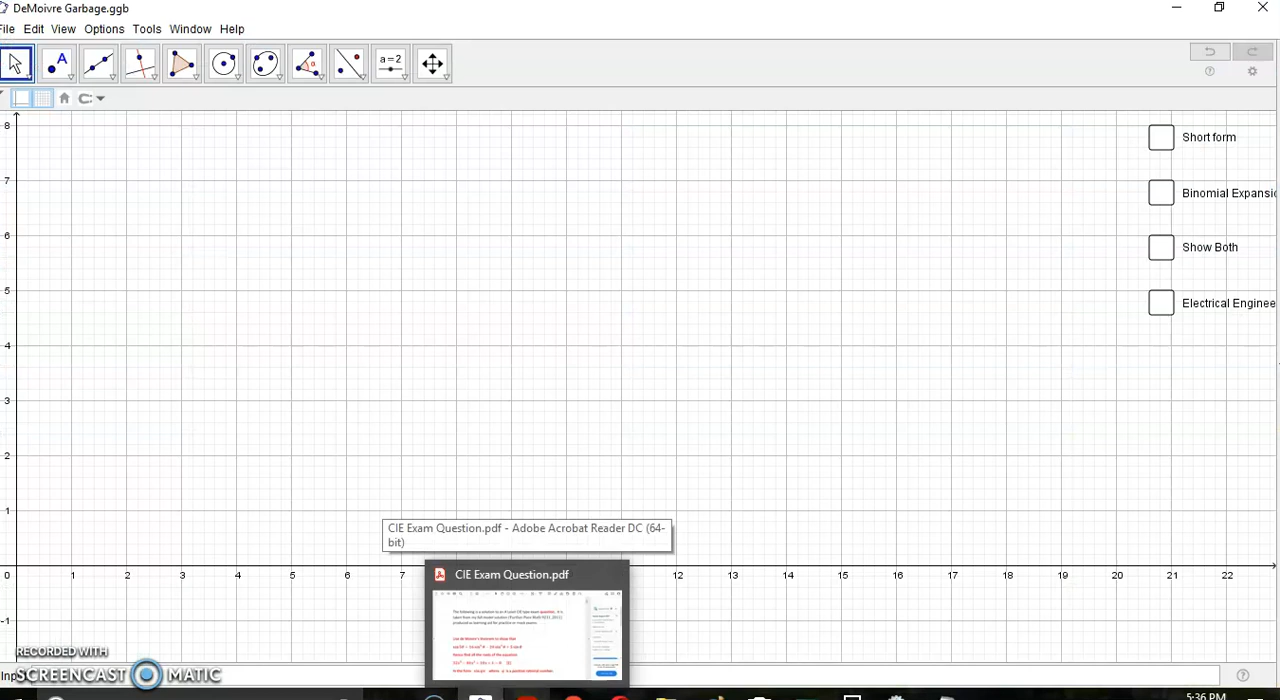 DeMoivre Garbage.ggb
File Edit View Options Tools Window Help
A
α
a = 2
8
7
6
5
4
3
2
1
-1
0 1 2 3 4 5 6 7 12 13 14 15 16 17 18 19 20 21 22
Short form
Binomial Expansio
Show Both
Electrical Enginee
CIE Exam Question.pdf - Adobe Acrobat Reader DC (64-
bit)
CIE Exam Question.pdf
RECORDED WITH
SCREENCAST MATIC
Inp
5:36 PM